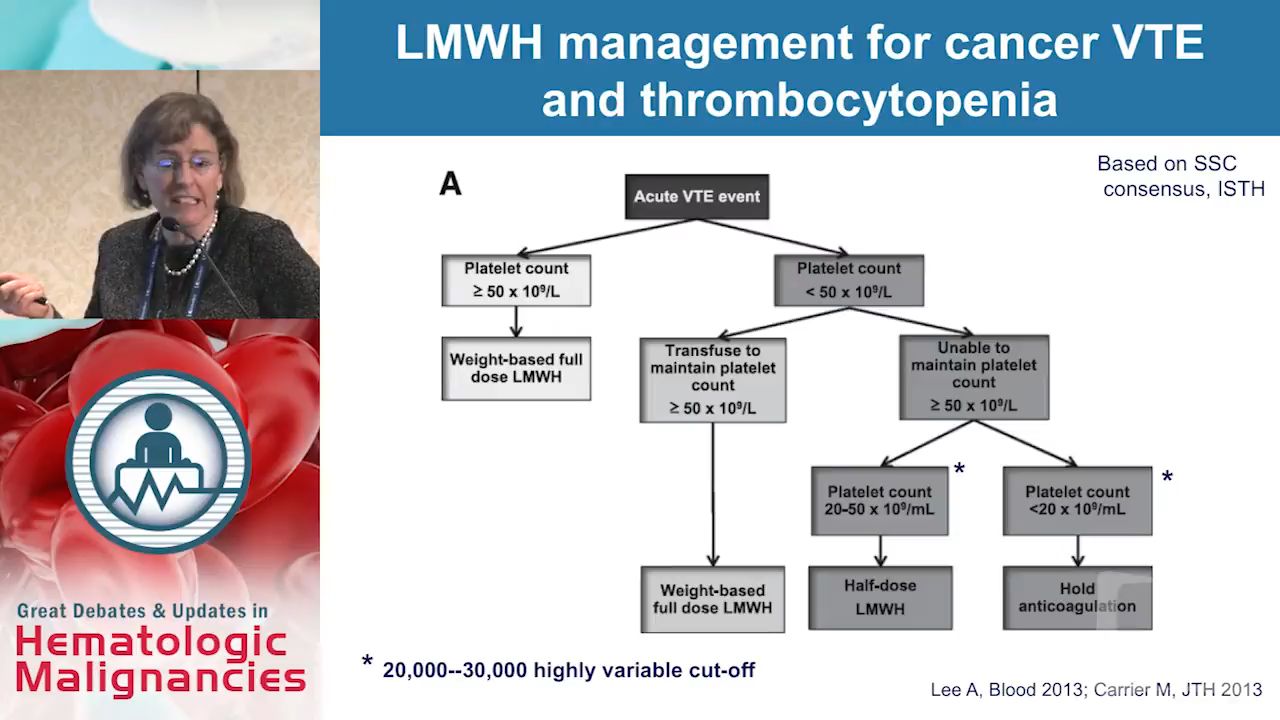 LMWH management for cancer VTE
and thrombocytopenia
Based on SSC
consensus, ISTH
A
Acute VTE event
Platelet count
≥ 50 x 10⁹/L
Platelet count
< 50 x 10⁹/L
Weight-based full
dose LMWH
Transfuse to
maintain platelet
count
≥ 50 x 10⁹/L
Unable to
maintain platelet
count
≥ 50 x 10⁹/L
Platelet count
20-50 x 10⁹/mL
*
Platelet count
<20 x 10⁹/mL
*
Weight-based
full dose LMWH
Half-dose
LMWH
Hold
anticoagulation
* 20,000--30,000 highly variable cut-off
Lee A, Blood 2013; Carrier M, JTH 2013
Great Debates & Updates in
Hematologic
Malignancies